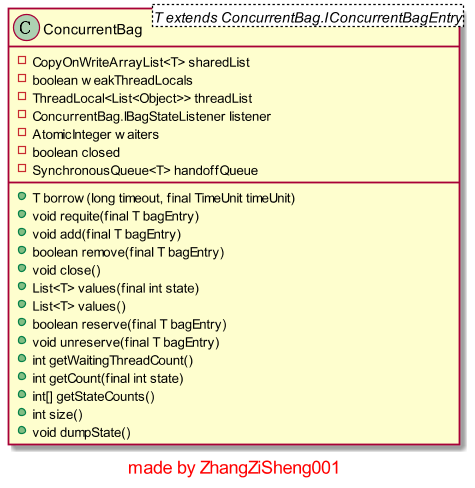 T extends ConcurrentBag.IConcurrentBagEntry
C ConcurrentBag
CopyOnWriteArrayList<T> sharedList
boolean weakThreadLocals
ThreadLocal<List<Object>> threadList
ConcurrentBag.IBagStateListener listener
AtomicInteger waiters
boolean closed
SynchronousQueue<T> handoffQueue
T borrow(long timeout, final TimeUnit timeUnit)
void requite(final T bagEntry)
void add(final T bagEntry)
boolean remove(final T bagEntry)
void close()
List<T> values(final int state)
List<T> values()
boolean reserve(final T bagEntry)
void unreserve(final T bagEntry)
int getWaitingThreadCount()
int getCount(final int state)
int[] getStateCounts()
int size()
void dumpState()
made by ZhangZiSheng001